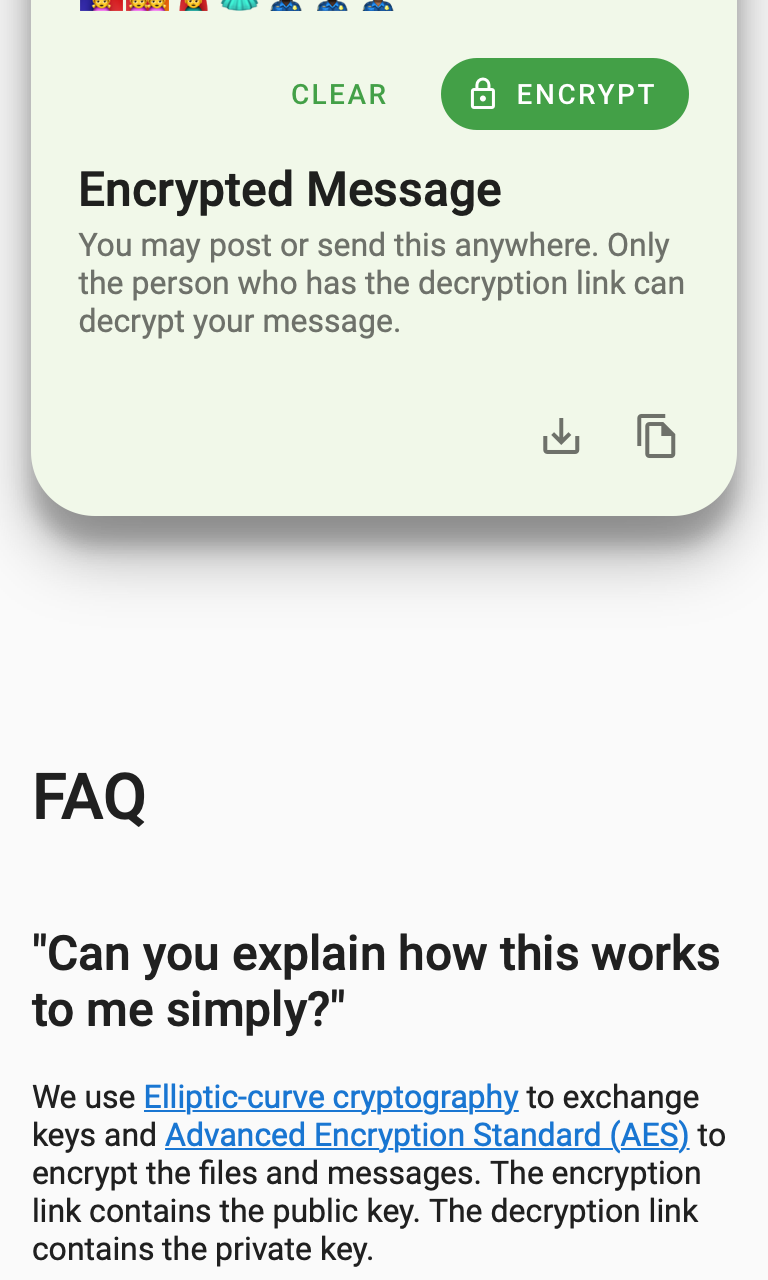 CLEAR
ENCRYPT
Encrypted Message
You may post or send this anywhere. Only
the person who has the decryption link can
decrypt your message.
FAQ
"Can you explain how this works
to me simply?"
We use Elliptic-curve cryptography to exchange
keys and Advanced Encryption Standard (AES) to
encrypt the files and messages. The encryption
link contains the public key. The decryption link
contains the private key.